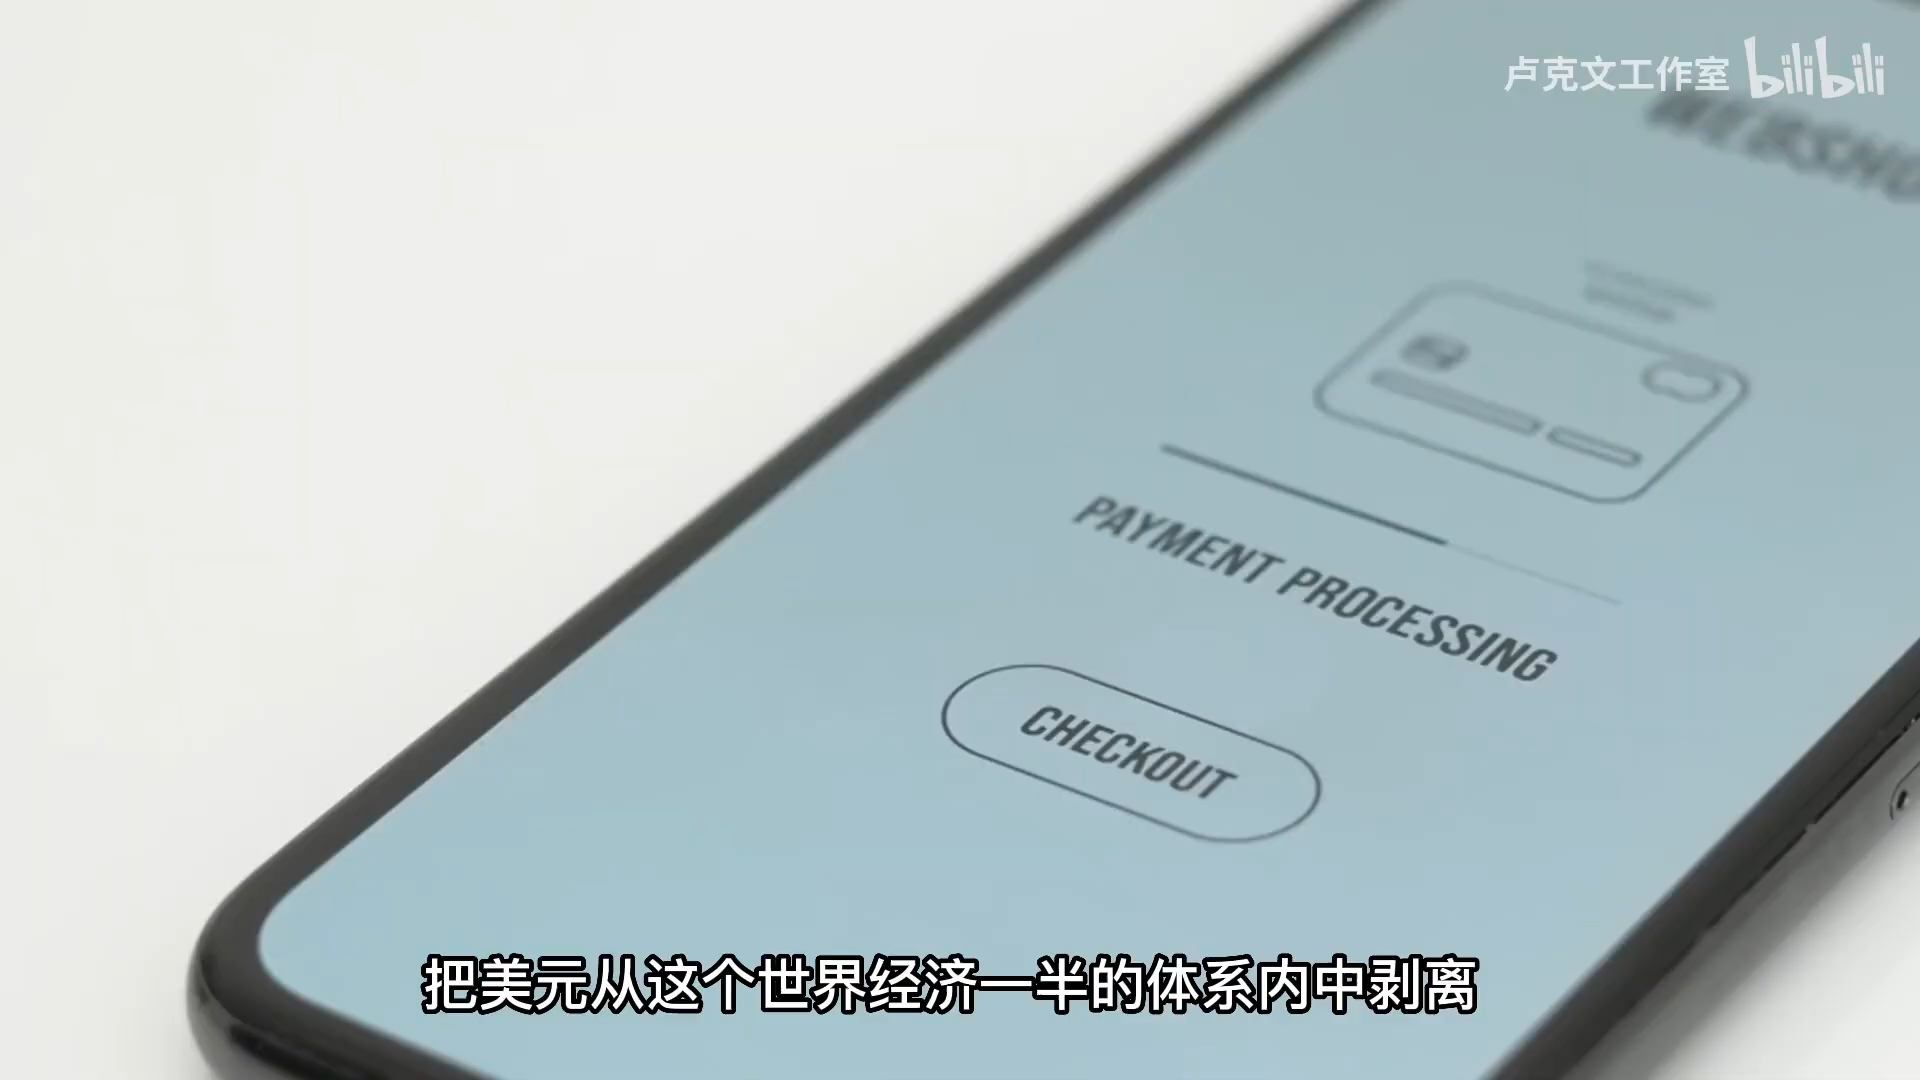 卢克文工作室 bilibili
WEBSHO
PAYMENT PROCESSING
CHECKOUT
把美元从这个世界经济一半的体系内中剥离